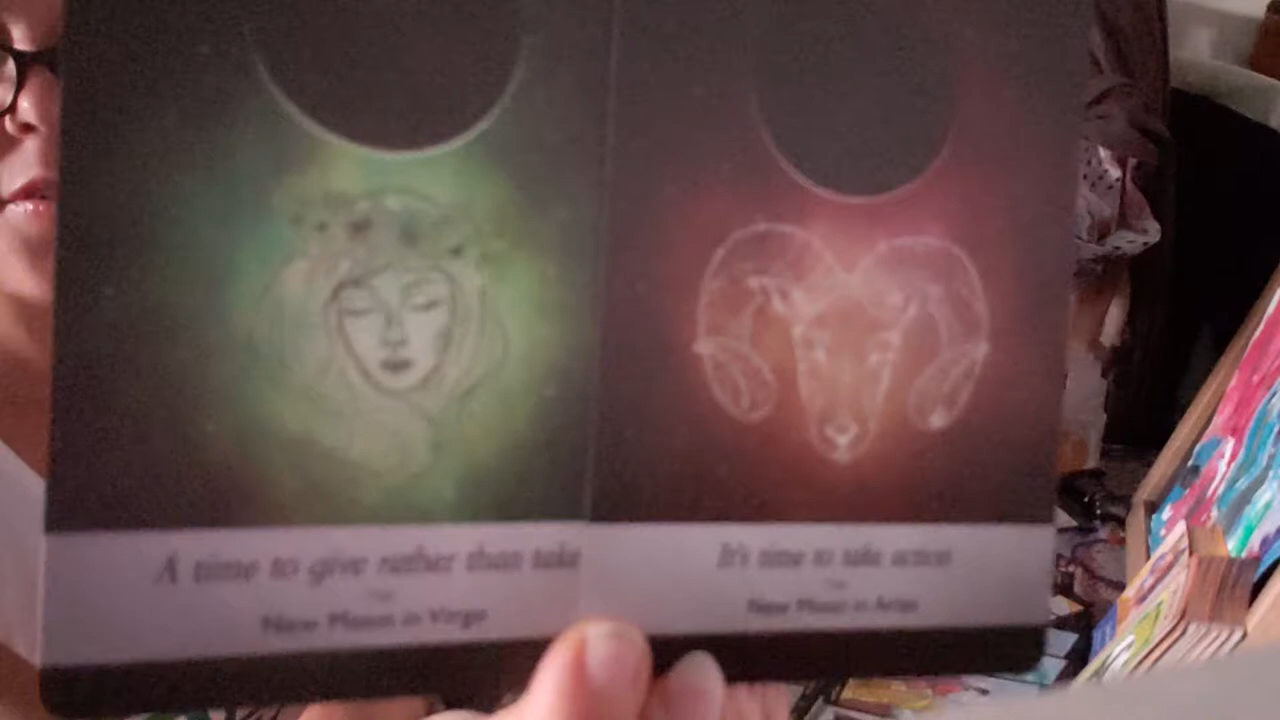 A time to give rather than take
New Moon in Virgo
It's time to take action
New Moon in Aries